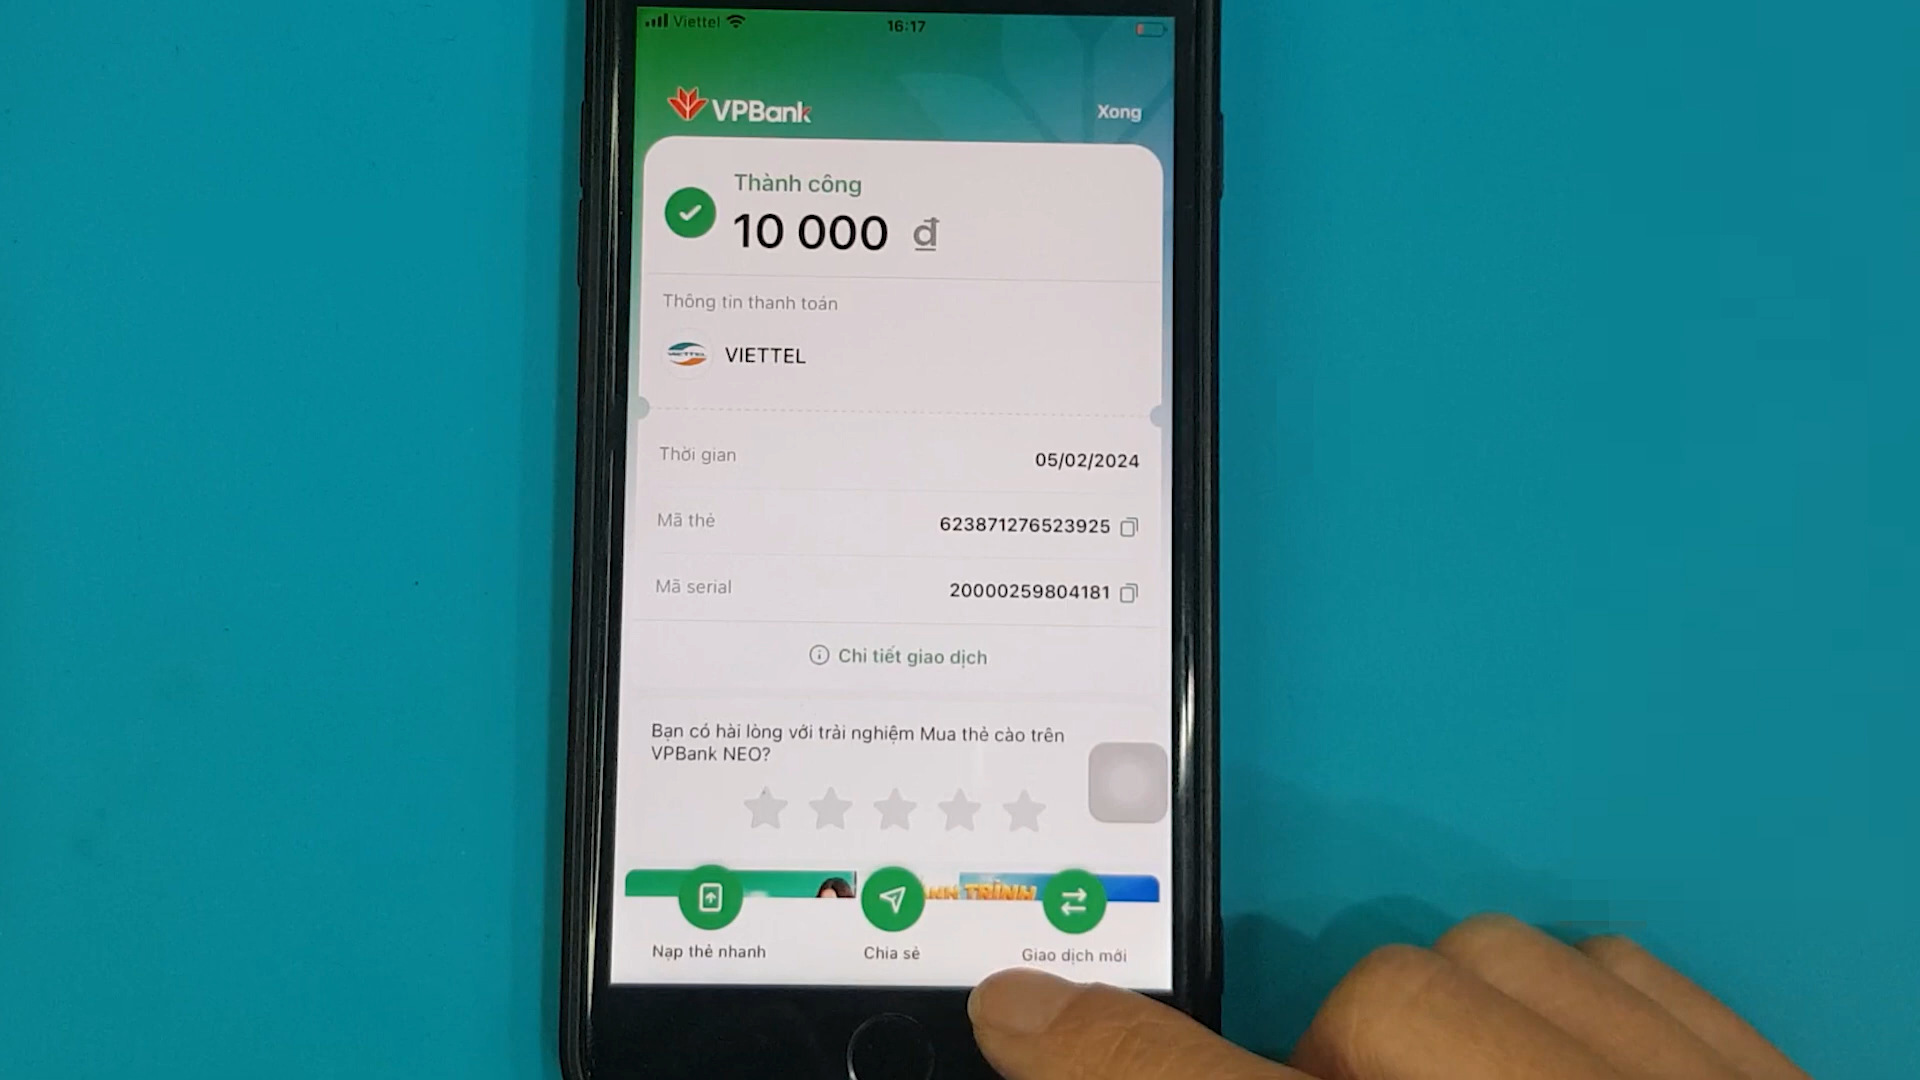 Viettel 16:17
VPBank Xong
Thành công
10 000 đ
Thông tin thanh toán
VIETTEL VIETTEL
Thời gian 05/02/2024
Mã thẻ 623871276523925
Mã serial 20000259804181
Chi tiết giao dịch
Bạn có hài lòng với trải nghiệm Mua thẻ cào trên
VPBank NEO?
TRÌNH
Nạp thẻ nhanh Chia sẻ Giao dịch mới